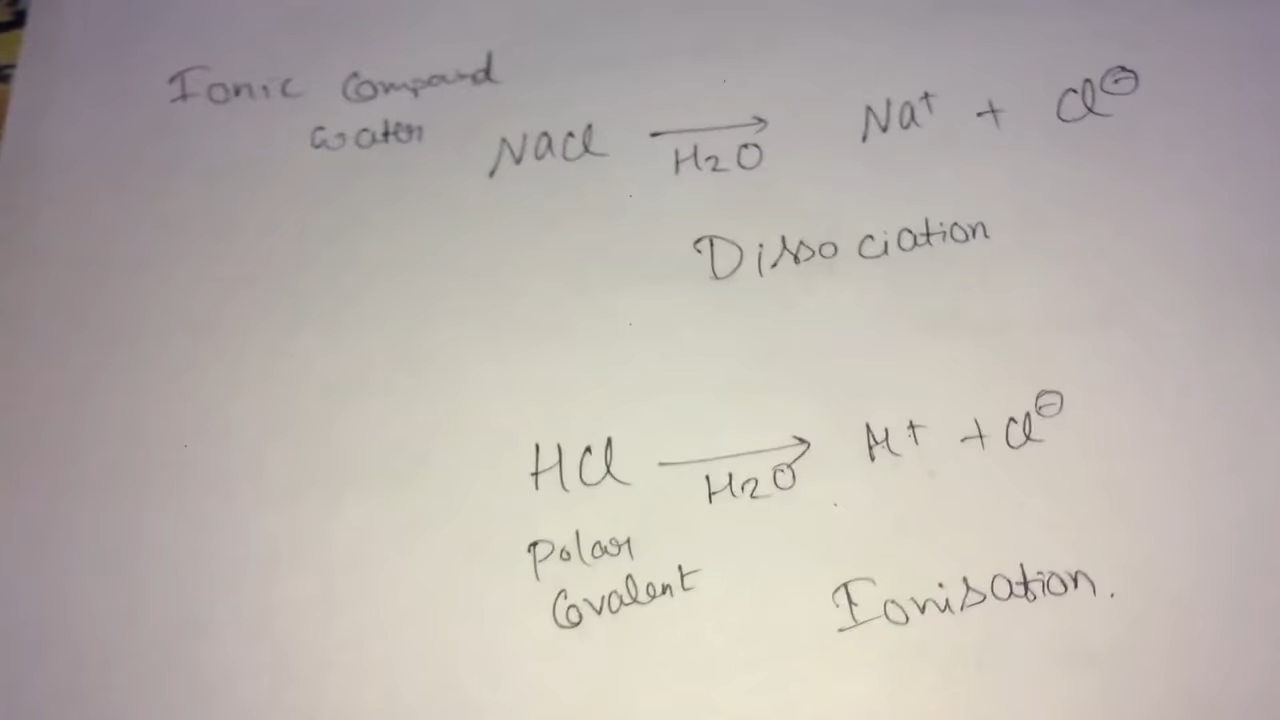 Ionic Compound
water NaCl →H2O Na+ + Cl⊖
Dissociation
HCl →H2O H+ + Cl⊖
Polar
Covalent
Ionisation.